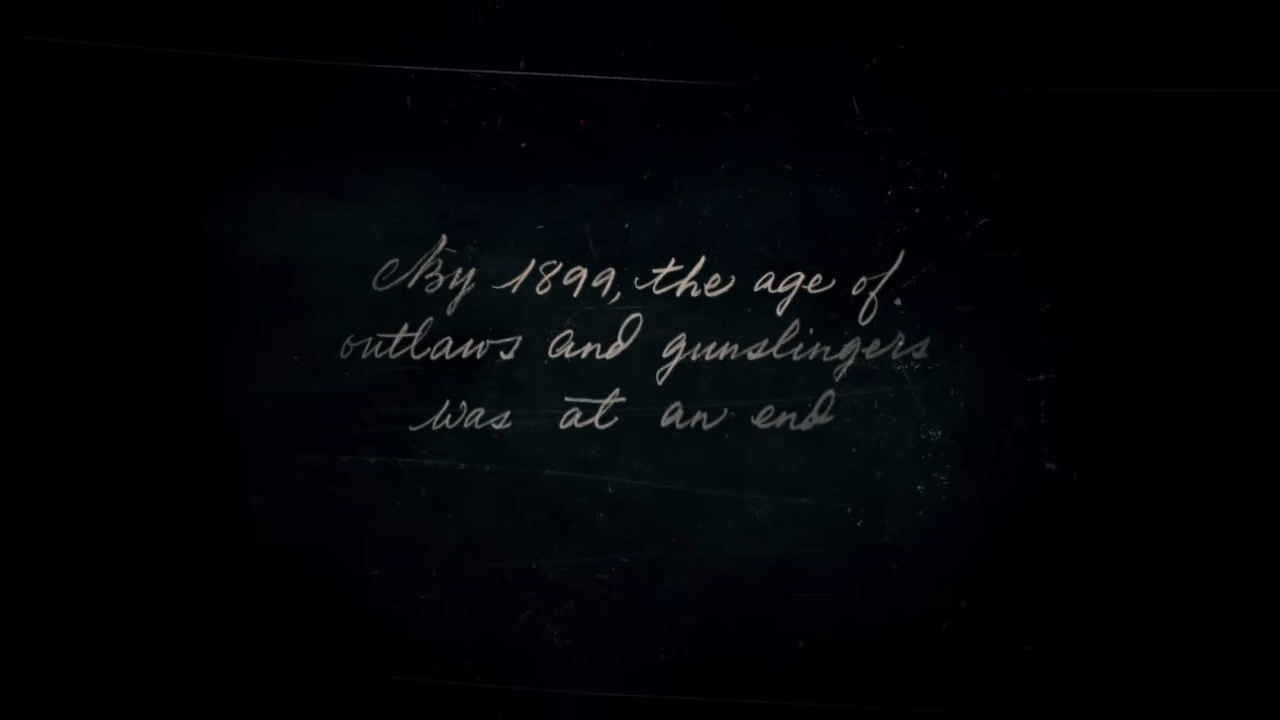 By 1899, the age of
outlaws and gunslingers
was at an end